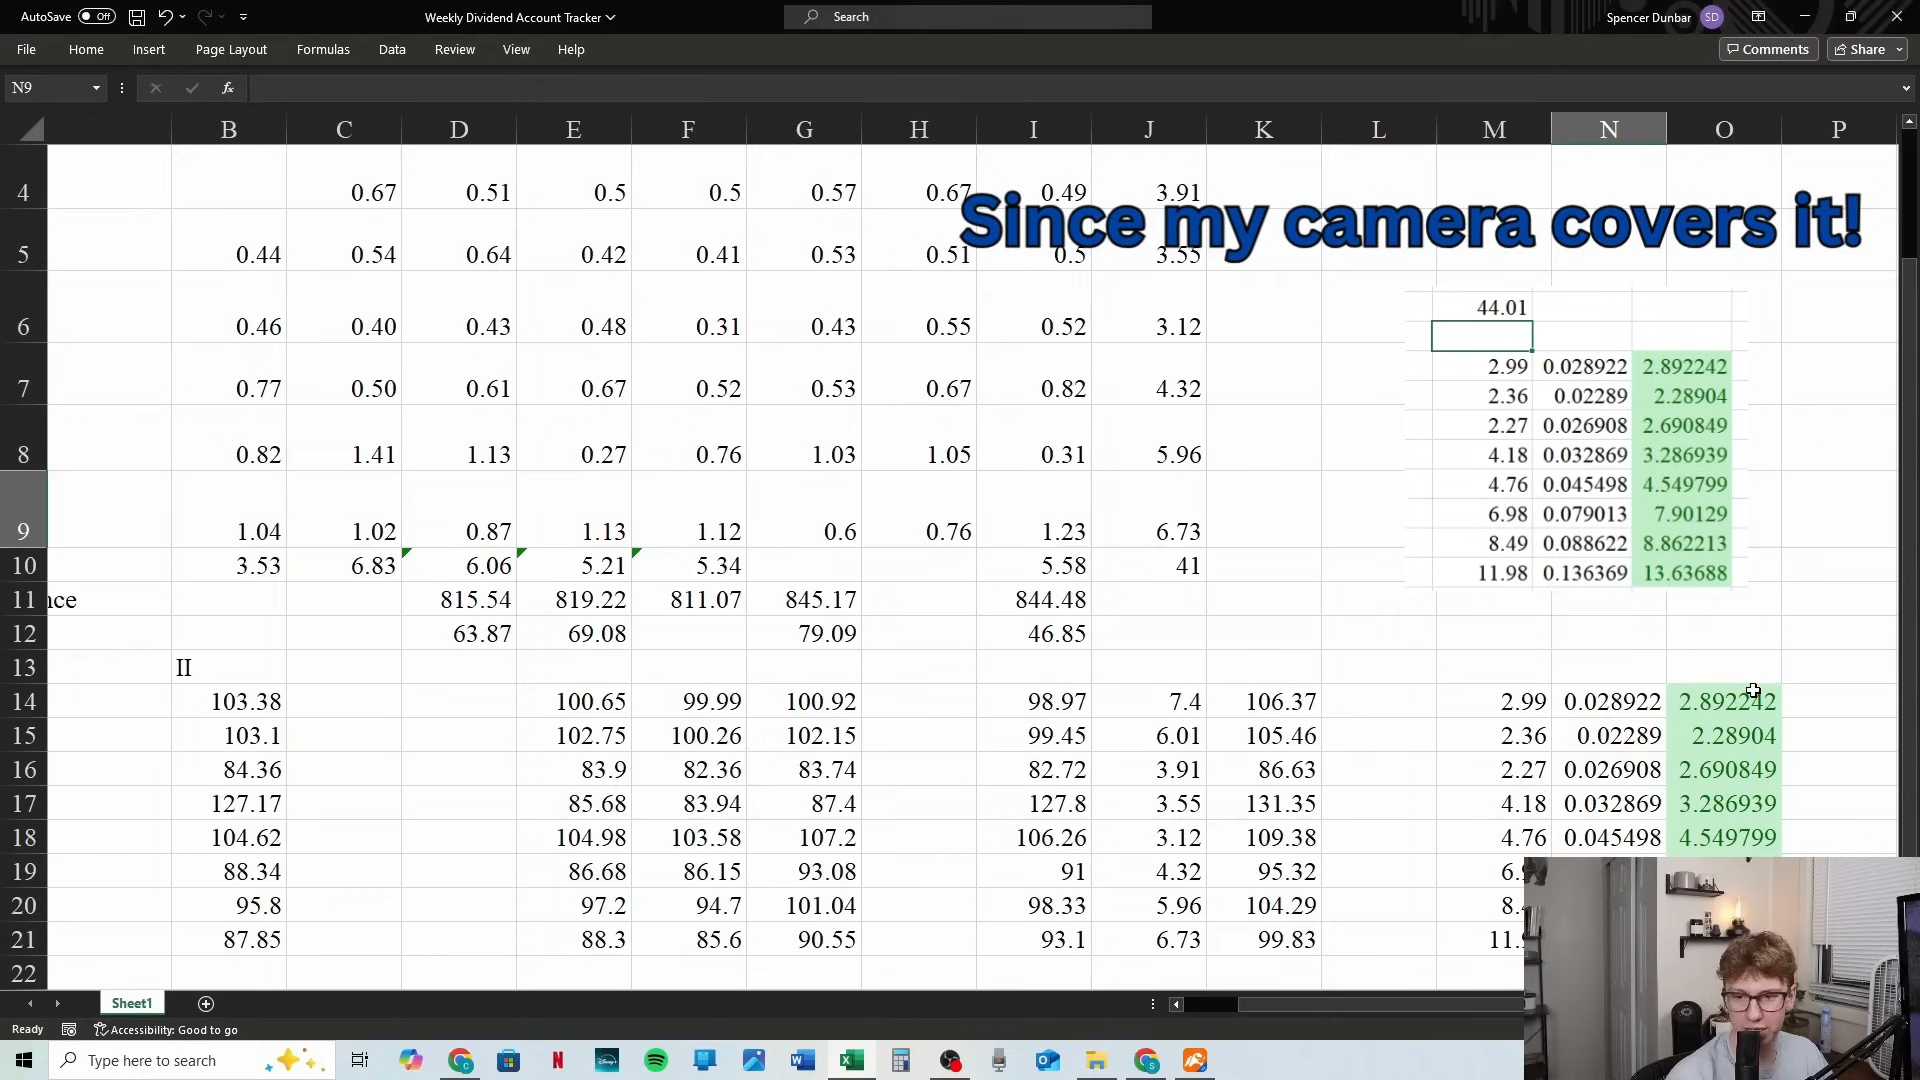 AutoSave Off Weekly Dividend Account Tracker Search Spencer Dunbar SD
File Home Insert Page Layout Formulas Data Review View Help Comments Share
N9 fx
B C D E F G H I J K L M N O P
4 0.67 0.51 0.5 0.5 0.57 0.67 0.49 3.91
Since my camera covers it!
5 0.44 0.54 0.64 0.42 0.41 0.53 0.51 0.5 3.55
44.01
6 0.46 0.40 0.43 0.48 0.31 0.43 0.55 0.52 3.12
2.99 0.028922 2.892242
7 0.77 0.50 0.61 0.67 0.52 0.53 0.67 0.82 4.32
2.36 0.02289 2.28904
2.27 0.026908 2.690849
8 0.82 1.41 1.13 0.27 0.76 1.03 1.05 0.31 5.96
4.18 0.032869 3.286939
4.76 0.045498 4.549799
6.98 0.079013 7.90129
9 1.04 1.02 0.87 1.13 1.12 0.6 0.76 1.23 6.73
8.49 0.088622 8.862213
10 3.53 6.83 6.06 5.21 5.34 5.58 41
11.98 0.136369 13.63688
11 nce 815.54 819.22 811.07 845.17 844.48
12 63.87 69.08 79.09 46.85
13 II
14 103.38 100.65 99.99 100.92 98.97 7.4 106.37 2.99 0.028922 2.892242
15 103.1 102.75 100.26 102.15 99.45 6.01 105.46 2.36 0.02289 2.28904
16 84.36 83.9 82.36 83.74 82.72 3.91 86.63 2.27 0.026908 2.690849
17 127.17 85.68 83.94 87.4 127.8 3.55 131.35 4.18 0.032869 3.286939
18 104.62 104.98 103.58 107.2 106.26 3.12 109.38 4.76 0.045498 4.549799
19 88.34 86.68 86.15 93.08 91 4.32 95.32
20 95.8 97.2 94.7 101.04 98.33 5.96 104.29
21 87.85 88.3 85.6 90.55 93.1 6.73 99.83
22
Sheet1
Ready Accessibility: Good to go
Type here to search